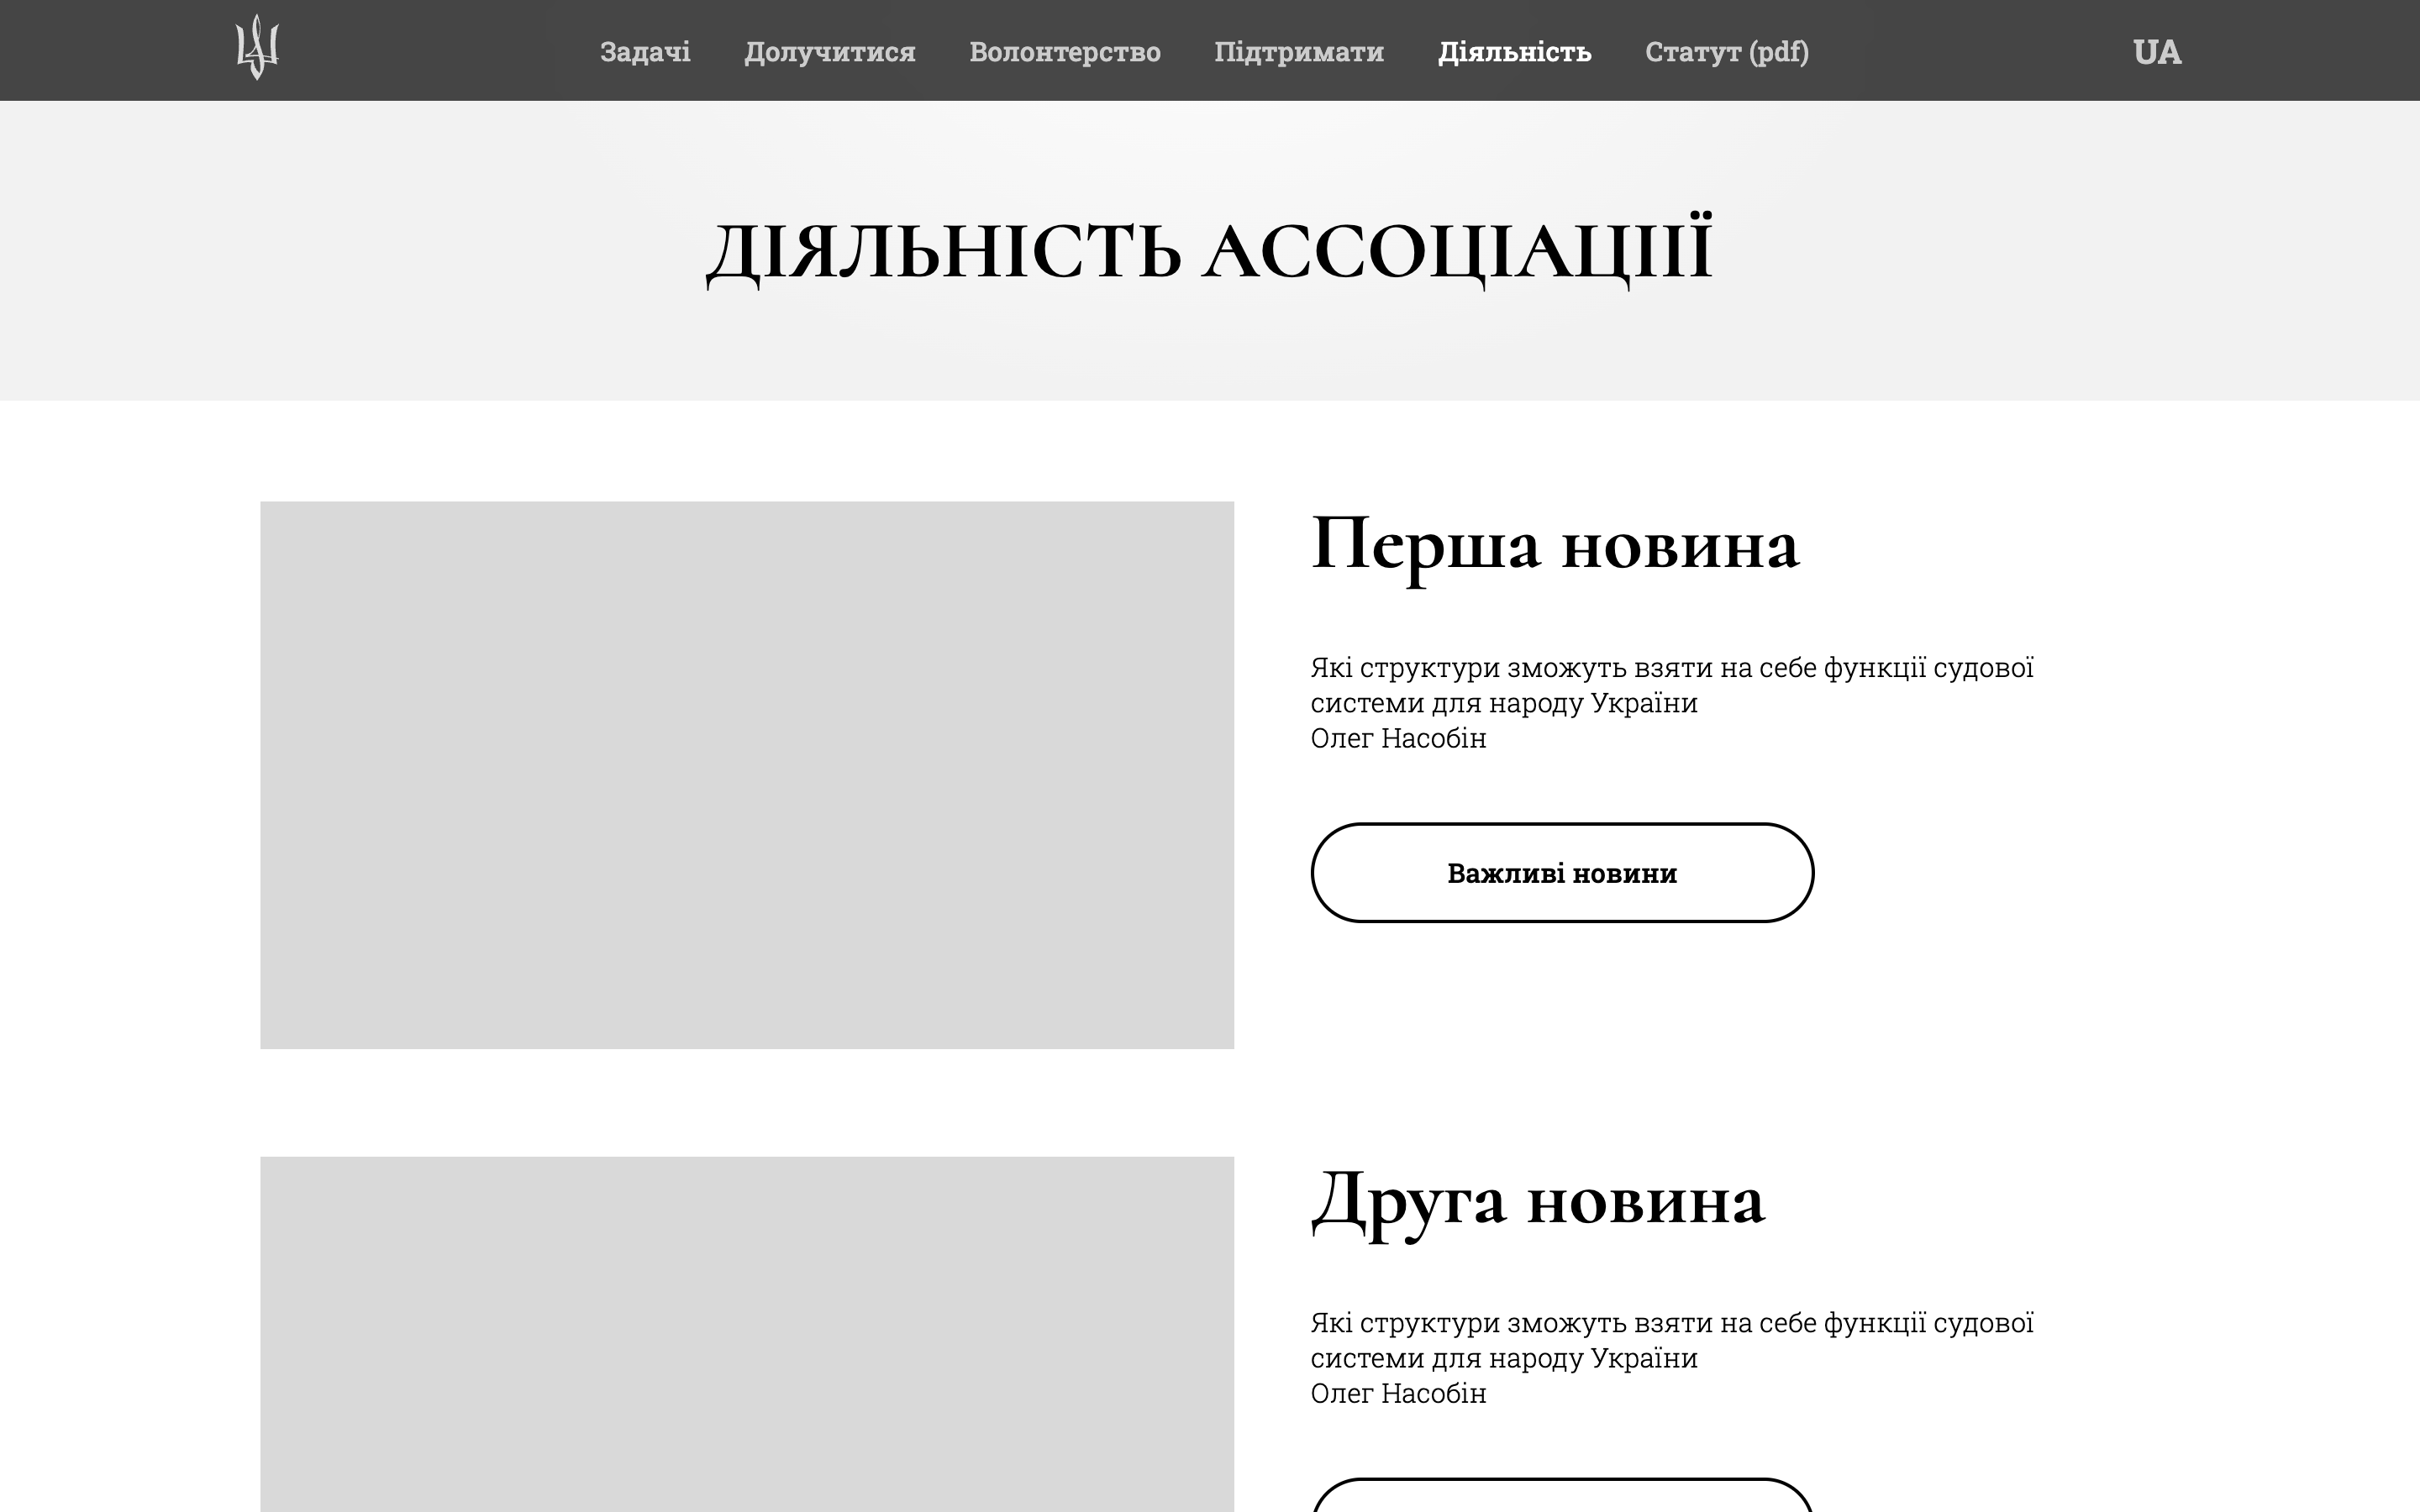 Задачі Долучитися Волонтерство Підтримати Діяльність Статут (pdf) UA
ДІЯЛЬНІСТЬ АССОЦІАЦІІЇ
Перша новина
Які структури зможуть взяти на себе функції судової
системи для народу України
Олег Насобін
Важливі новини
Друга новина
Які структури зможуть взяти на себе функції судової
системи для народу України
Олег Насобін